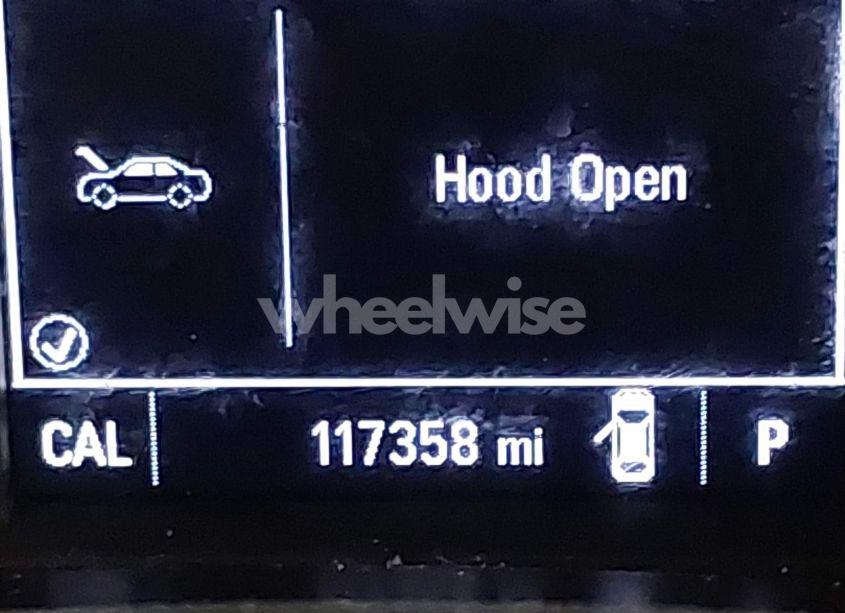 Hood Open
wheelwise
CAL 117358 mi P